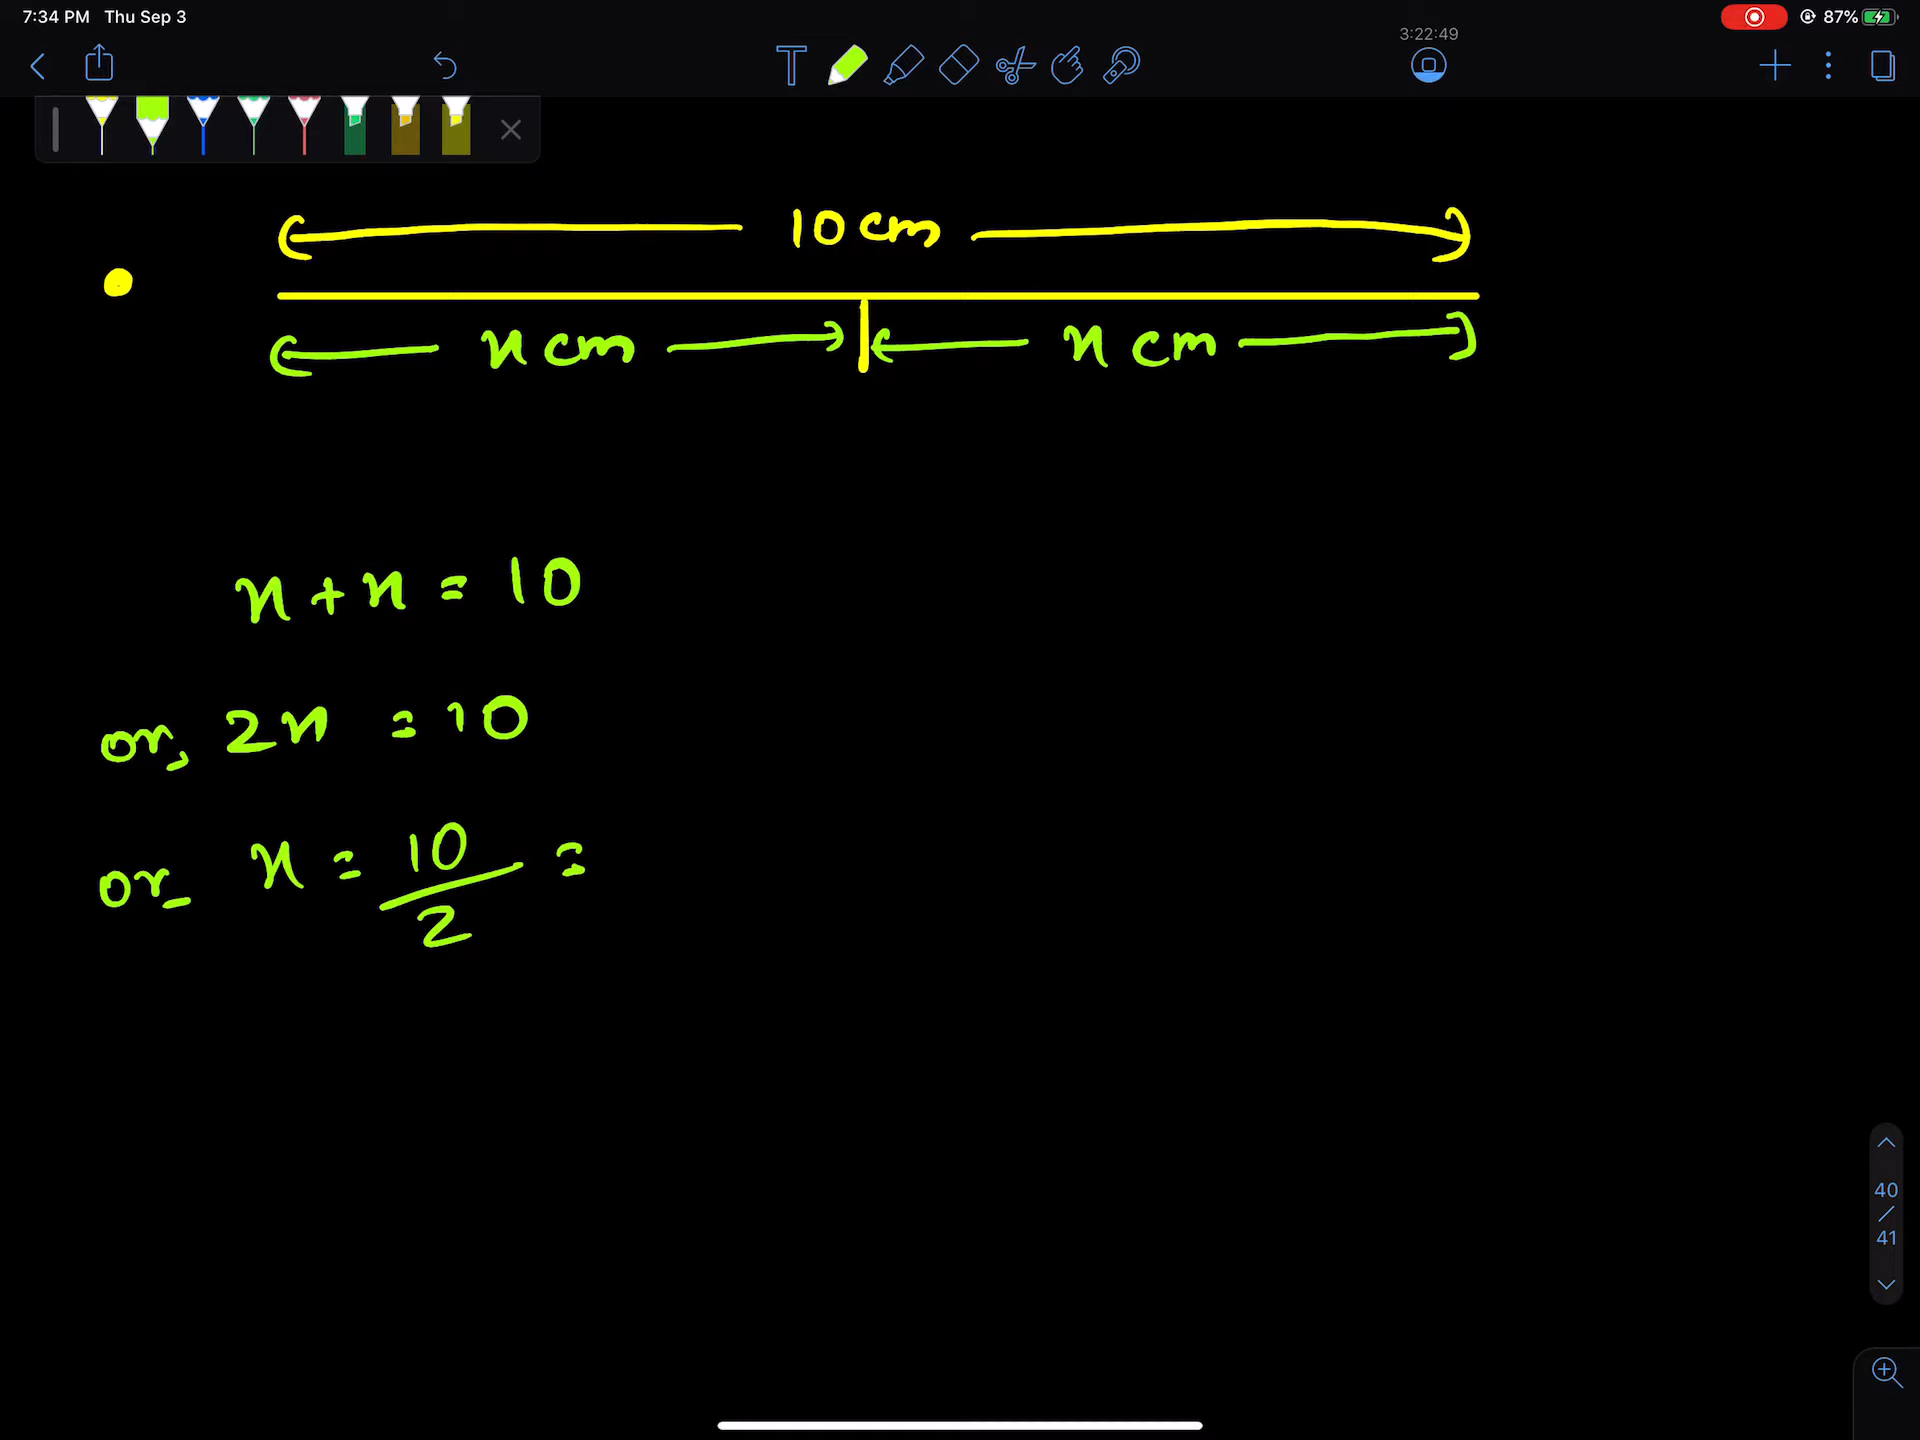 7:34 PM Thu Sep 3
87%
3:22:49
10 cm
x cm x cm
x + x = 10
or, 2x = 10
or x = 10/2 =
40
/
41